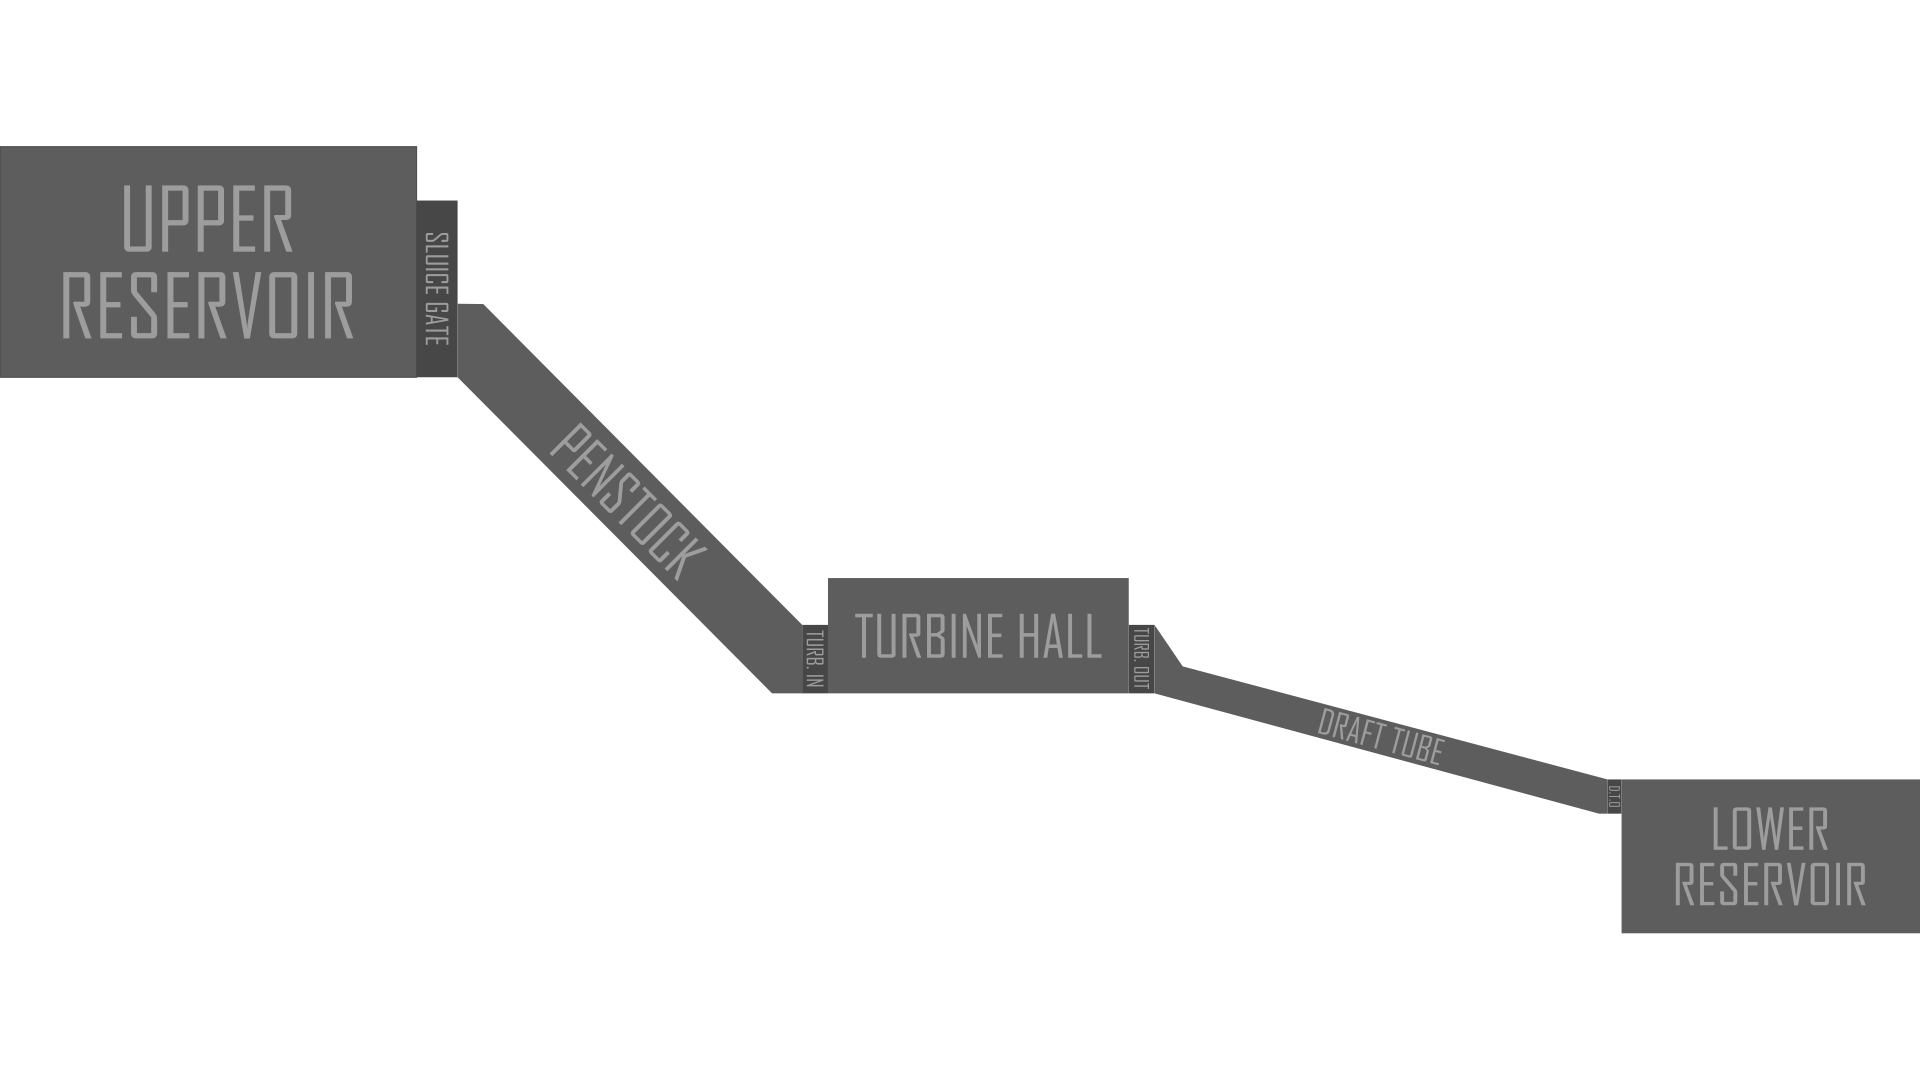 UPPER
RESERVOIR
SLUICE GATE
PENSTOCK
TURB. IN
TURBINE HALL
TURB. OUT
DRAFT TUBE
D.T.O
LOWER
RESERVOIR